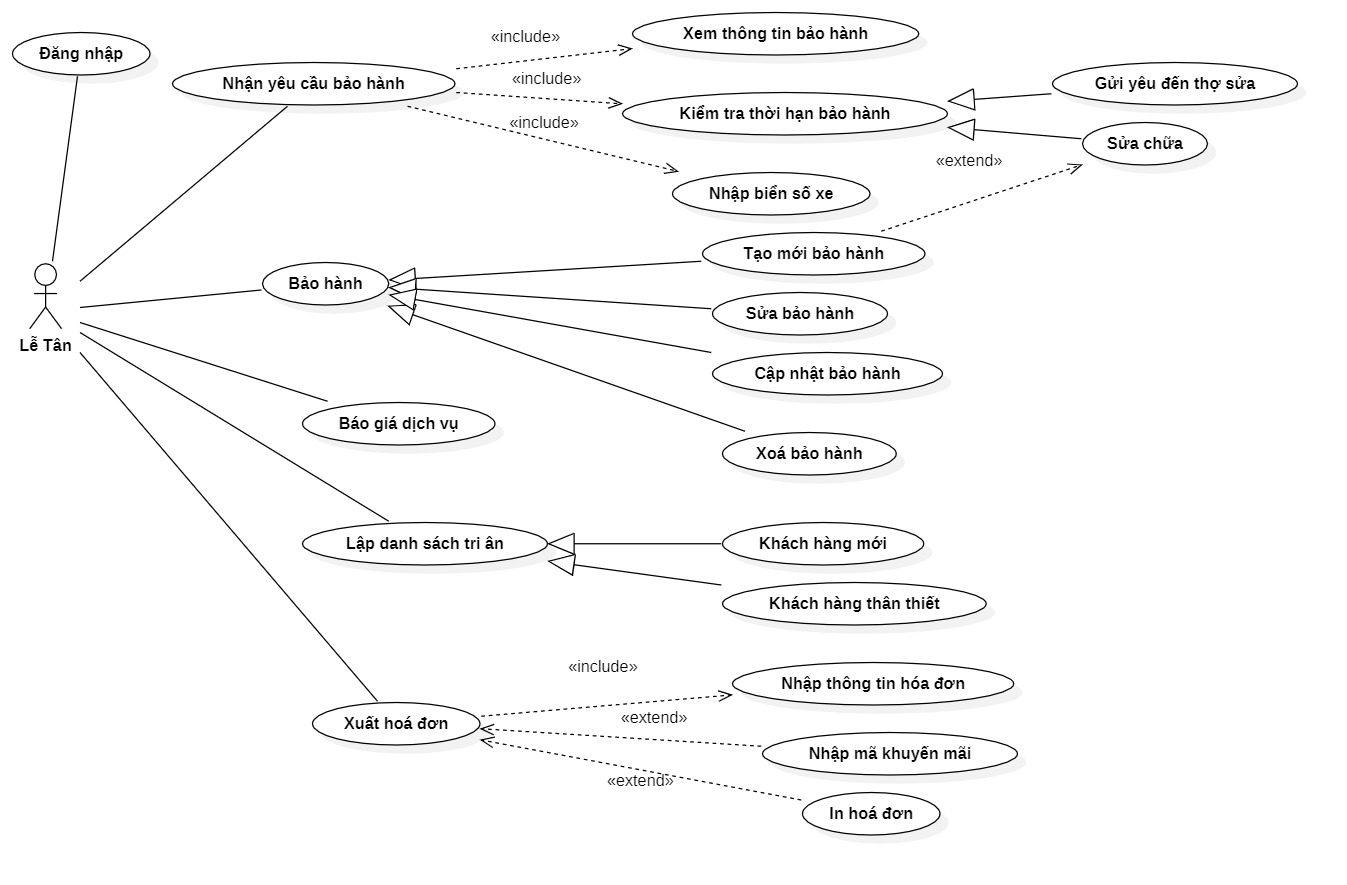 Đăng nhập
Nhận yêu cầu bảo hành
«include»
Xem thông tin bảo hành
«include»
Kiểm tra thời hạn bảo hành
Gửi yêu đến thợ sửa
«include»
Sửa chữa
«extend»
Nhập biển số xe
Lễ Tân
Bảo hành
Tạo mới bảo hành
Sửa bảo hành
Cập nhật bảo hành
Xoá bảo hành
Báo giá dịch vụ
Lập danh sách tri ân
Khách hàng mới
Khách hàng thân thiết
Xuất hoá đơn
«include»
Nhập thông tin hóa đơn
«extend»
Nhập mã khuyến mãi
«extend»
In hoá đơn